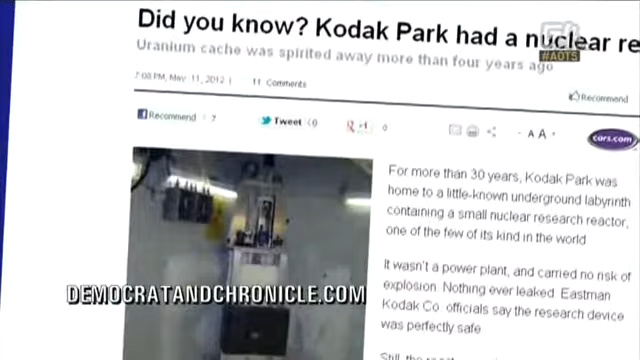 Did you know? Kodak Park had a nuclear re
Uranium cache was spirited away more than four years ago
#AOTS
7:00 PM, May. 11, 2012 | 11 Comments
Recommend
Recommend 7
Tweet 0
+1 0
- A A +
cars.com
For more than 30 years, Kodak Park was
home to a little-known underground labyrinth
containing a small nuclear research reactor,
one of the few of its kind in the world
It wasn't a power plant, and carried no risk of
explosion. Nothing ever leaked. Eastman
Kodak Co. officials say the research device
was perfectly safe
DEMOCRATANDCHRONICLE.COM